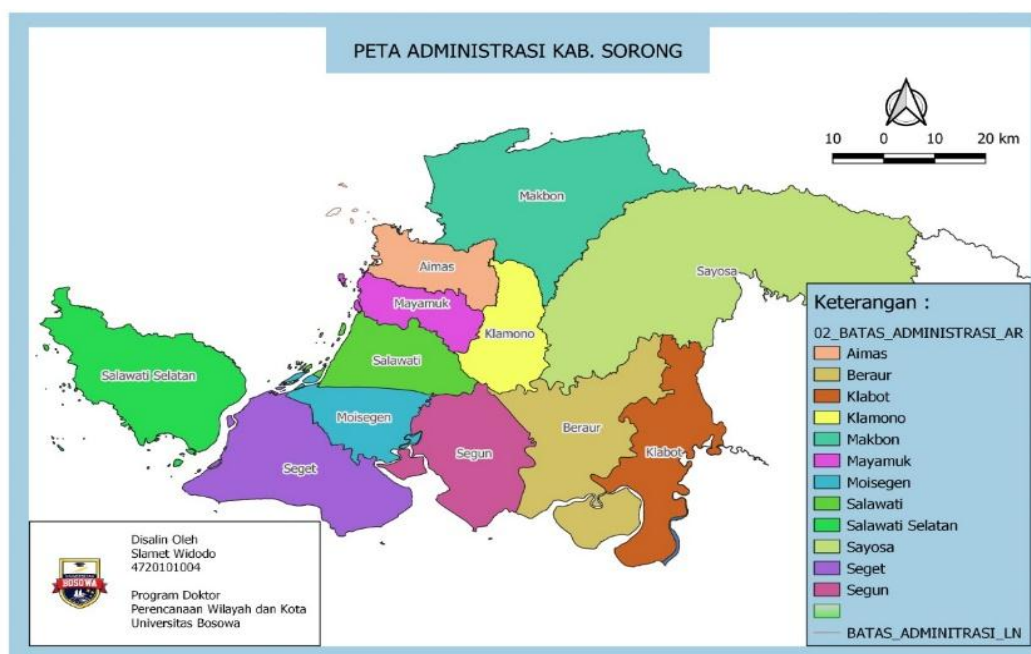 PETA ADMINISTRASI KAB. SORONG
10 0 10 20 km
Makbon
Aimas
Sayosa
Mayamuk
Klamono
Salawati
Salawati Selatan
Moisegen
Beraur
Segun
Klabot
Seget
Keterangan :
02_BATAS_ADMINISTRASI_AR
Aimas
Beraur
Klabot
Klamono
Makbon
Mayamuk
Moisegen
Salawati
Salawati Selatan
Sayosa
Seget
Segun
BATAS_ADMINITRASI_LN
Disalin Oleh
Slamet Widodo
4720101004
Program Doktor
Perencanaan Wilayah dan Kota
Universitas Bosowa
BOSOWA